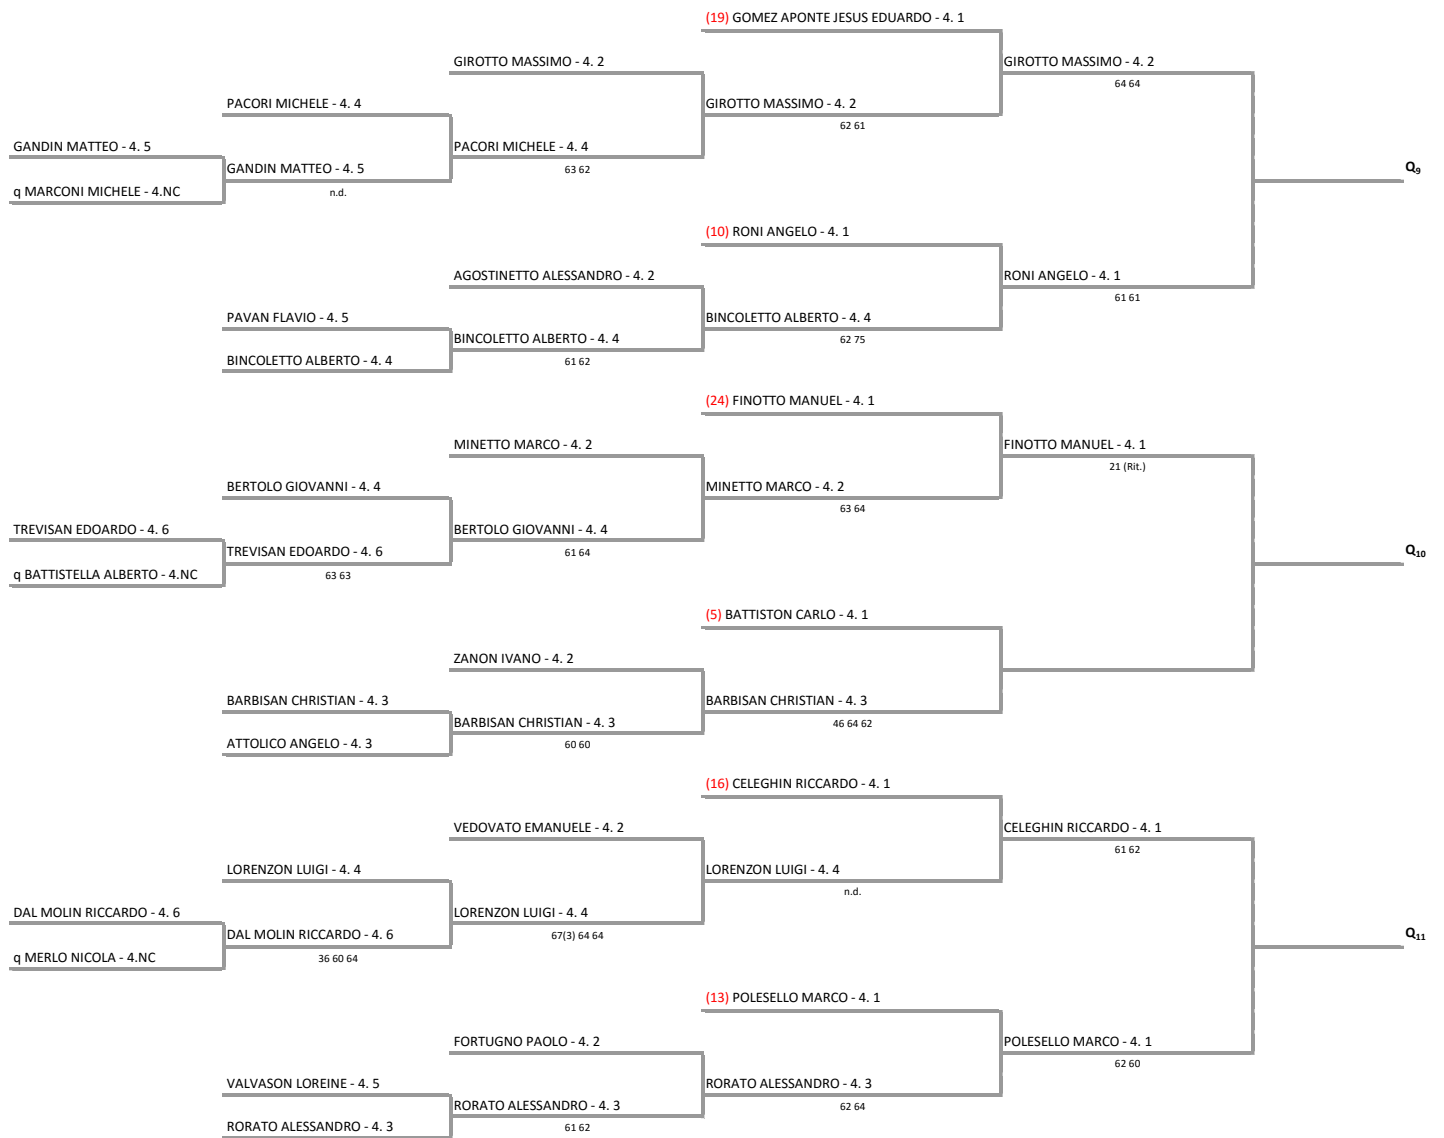 (19) GOMEZ APONTE JESUS EDUARDO - 4. 1
GIROTTO MASSIMO - 4. 2
GIROTTO MASSIMO - 4. 2
64 64
PACORI MICHELE - 4. 4
GIROTTO MASSIMO - 4. 2
62 61
GANDIN MATTEO - 4. 5
PACORI MICHELE - 4. 4
63 62
GANDIN MATTEO - 4. 5
n.d.
q MARCONI MICHELE - 4.NC
Q9
(10) RONI ANGELO - 4. 1
AGOSTINETTO ALESSANDRO - 4. 2
RONI ANGELO - 4. 1
61 61
PAVAN FLAVIO - 4. 5
BINCOLETTO ALBERTO - 4. 4
62 75
BINCOLETTO ALBERTO - 4. 4
61 62
BINCOLETTO ALBERTO - 4. 4
(24) FINOTTO MANUEL - 4. 1
MINETTO MARCO - 4. 2
FINOTTO MANUEL - 4. 1
21 (Rit.)
BERTOLO GIOVANNI - 4. 4
MINETTO MARCO - 4. 2
63 64
TREVISAN EDOARDO - 4. 6
BERTOLO GIOVANNI - 4. 4
61 64
TREVISAN EDOARDO - 4. 6
63 63
q BATTISTELLA ALBERTO - 4.NC
Q10
(5) BATTISTON CARLO - 4. 1
ZANON IVANO - 4. 2
BARBISAN CHRISTIAN - 4. 3
BARBISAN CHRISTIAN - 4. 3
46 64 62
BARBISAN CHRISTIAN - 4. 3
60 60
ATTOLICO ANGELO - 4. 3
(16) CELEGHIN RICCARDO - 4. 1
VEDOVATO EMANUELE - 4. 2
CELEGHIN RICCARDO - 4. 1
61 62
LORENZON LUIGI - 4. 4
LORENZON LUIGI - 4. 4
n.d.
DAL MOLIN RICCARDO - 4. 6
LORENZON LUIGI - 4. 4
67(3) 64 64
DAL MOLIN RICCARDO - 4. 6
36 60 64
q MERLO NICOLA - 4.NC
Q11
(13) POLESELLO MARCO - 4. 1
FORTUGNO PAOLO - 4. 2
POLESELLO MARCO - 4. 1
62 60
VALVASON LOREINE - 4. 5
RORATO ALESSANDRO - 4. 3
62 64
RORATO ALESSANDRO - 4. 3
61 62
RORATO ALESSANDRO - 4. 3